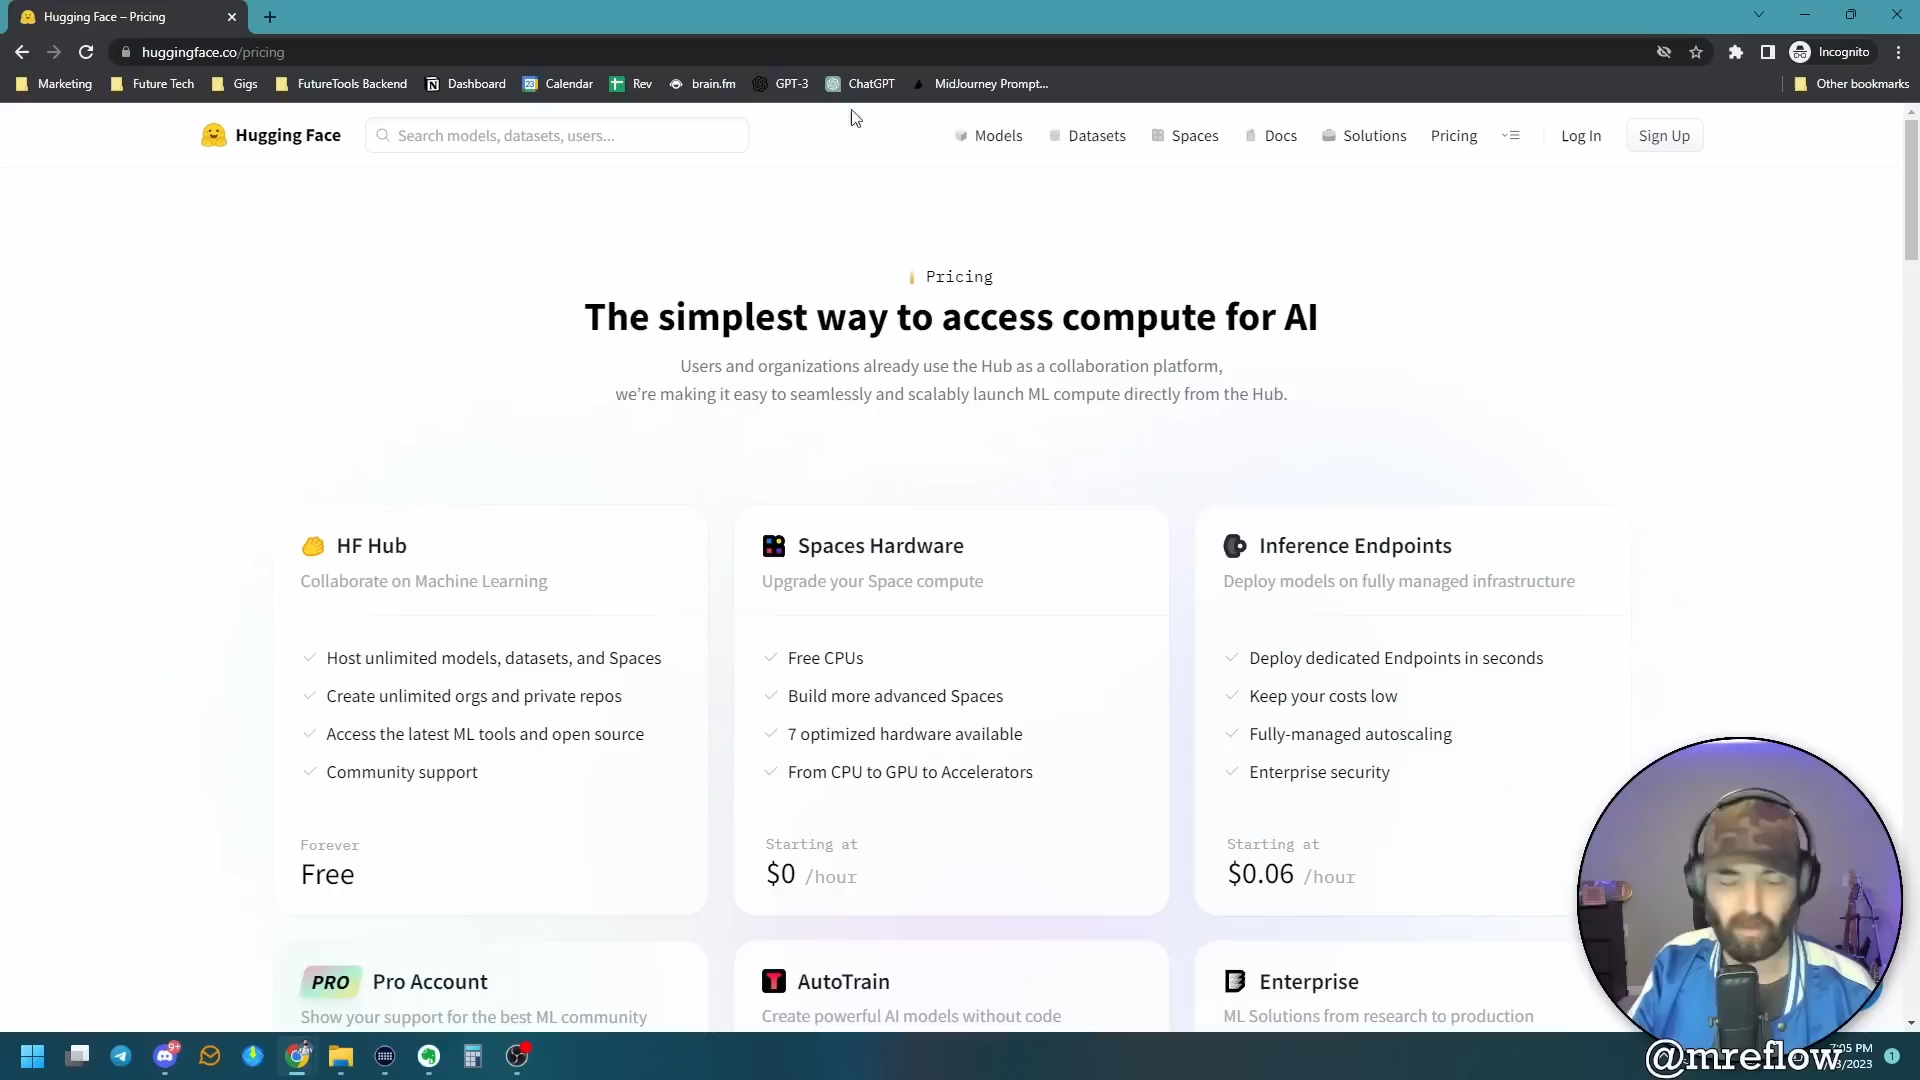 Hugging Face – Pricing
huggingface.co/pricing
Incognito
Marketing
Future Tech
Gigs
FutureTools Backend
Dashboard
Calendar
Rev
brain.fm
GPT-3
ChatGPT
MidJourney Prompt...
Other bookmarks
Hugging Face
Search models, datasets, users...
Models
Datasets
Spaces
Docs
Solutions
Pricing
Log In
Sign Up
Pricing
The simplest way to access compute for AI
Users and organizations already use the Hub as a collaboration platform,
we’re making it easy to seamlessly and scalably launch ML compute directly from the Hub.
HF Hub
Collaborate on Machine Learning
Host unlimited models, datasets, and Spaces
Create unlimited orgs and private repos
Access the latest ML tools and open source
Community support
Forever
Free
Spaces Hardware
Upgrade your Space compute
Free CPUs
Build more advanced Spaces
7 optimized hardware available
From CPU to GPU to Accelerators
Starting at
$0 /hour
Inference Endpoints
Deploy models on fully managed infrastructure
Deploy dedicated Endpoints in seconds
Keep your costs low
Fully-managed autoscaling
Enterprise security
Starting at
$0.06 /hour
PRO Pro Account
Show your support for the best ML community
AutoTrain
Create powerful AI models without code
Enterprise
ML Solutions from research to production
9+
@mreflow
7:05 PM
3/2023
1